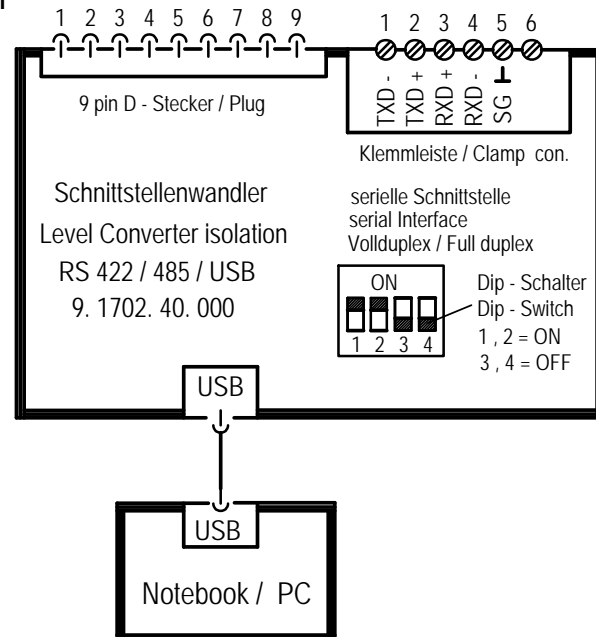 1 2 3 4 5 6 7 8 9
1 2 3 4 5 6
9 pin D - Stecker / Plug
TXD -
TXD +
RXD +
RXD -
SG
Klemmleiste / Clamp con.
Schnittstellenwandler
Level Converter isolation
RS 422 / 485 / USB
9. 1702. 40. 000
serielle Schnittstelle
serial Interface
Vollduplex / Full duplex
ON
1 2 3 4
Dip - Schalter
Dip - Switch
1 , 2 = ON
3 , 4 = OFF
USB
USB
Notebook / PC